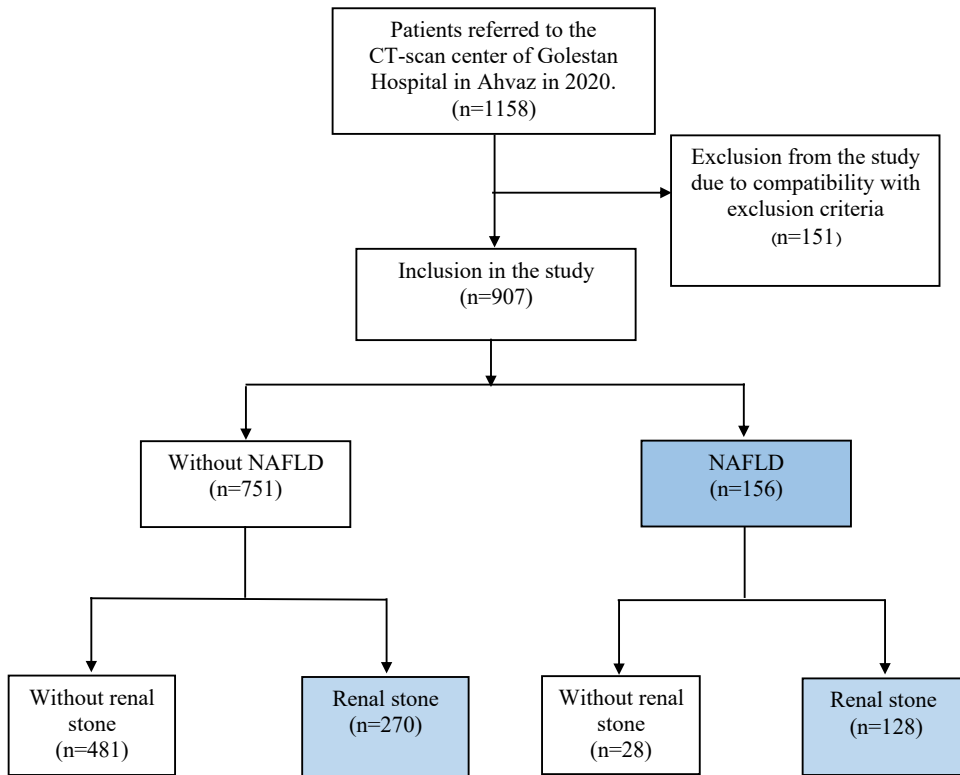 Patients referred to the
CT-scan center of Golestan
Hospital in Ahvaz in 2020.
(n=1158)
Exclusion from the study
due to compatibility with
exclusion criteria
(n=151)
Inclusion in the study
(n=907)
Without NAFLD
(n=751)
NAFLD
(n=156)
Without renal
stone
(n=481)
Renal stone
(n=270)
Without renal
stone
(n=28)
Renal stone
(n=128)